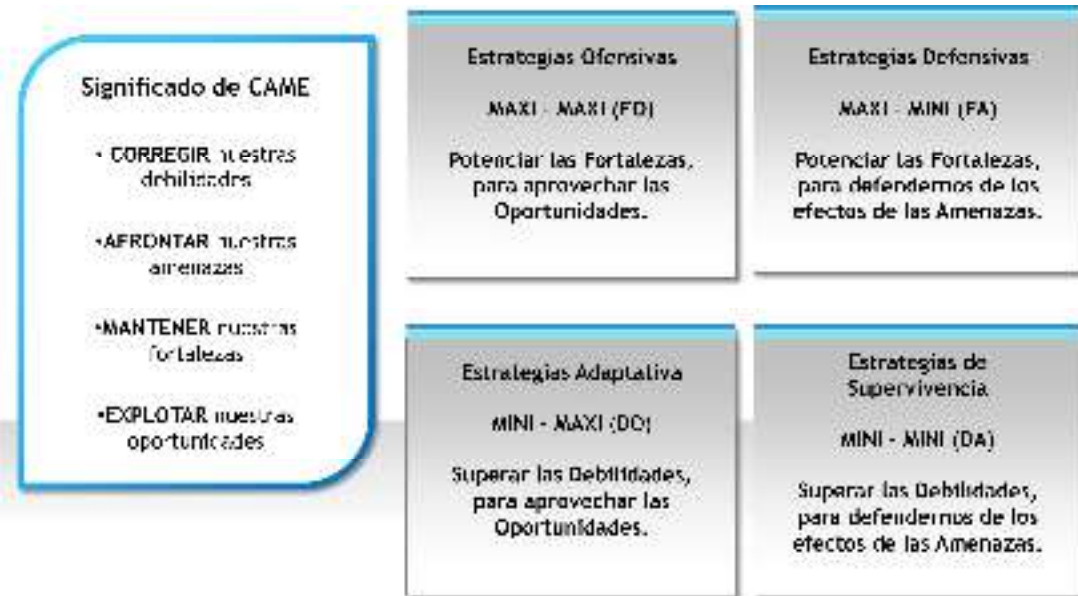 Significado de CAME
• CORREGIR nuestras
debilidades
•AFRONTAR nuestras
amenazas
•MANTENER nuestras
fortalezas
•EXPLOTAR nuestras
oportunidades
Estrategias Ofensivas
MAXI - MAXI (FO)
Potenciar las Fortalezas,
para aprovechar las
Oportunidades.
Estrategias Defensivas
MAXI - MINI (FA)
Potenciar las Fortalezas,
para defendernos de los
efectos de las Amenazas.
Estrategias Adaptativa
MINI - MAXI (DO)
Superar las Debilidades,
para aprovechar las
Oportunidades.
Estrategias de
Supervivencia
MINI - MINI (DA)
Superar las Debilidades,
para defendernos de los
efectos de las Amenazas.